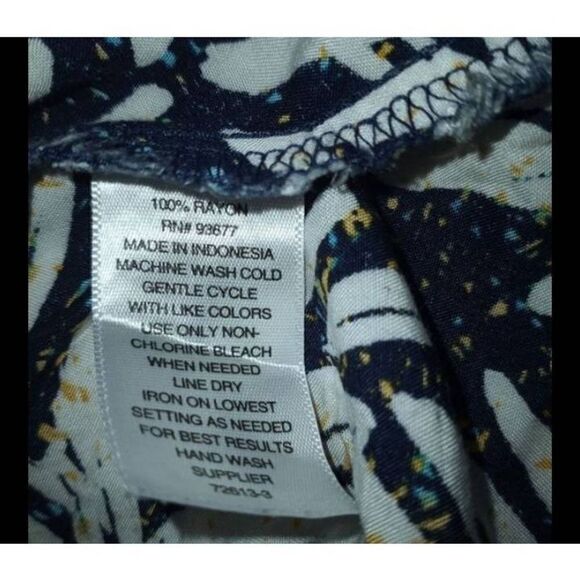 100% RAYON
RN# 93677
MADE IN INDONESIA
MACHINE WASH COLD
GENTLE CYCLE
WITH LIKE COLORS
USE ONLY NON-
CHLORINE BLEACH
WHEN NEEDED
LINE DRY
IRON ON LOWEST
SETTING AS NEEDED
FOR BEST RESULTS
HAND WASH
SUPPLIER
72613-3